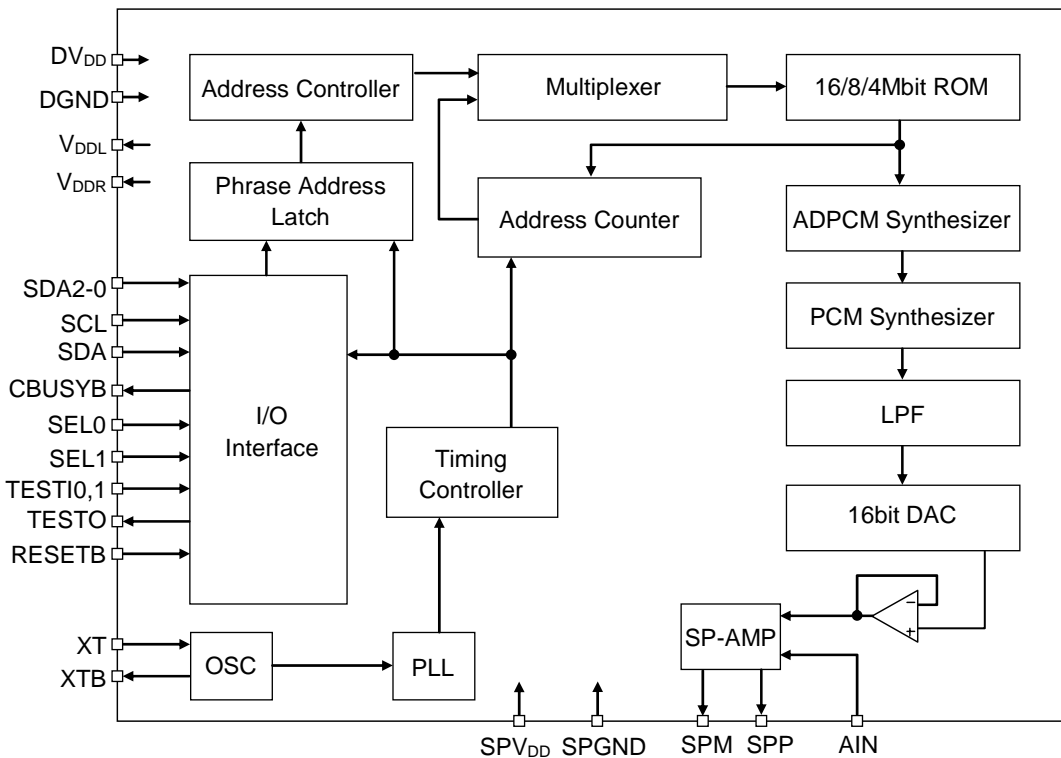 DVDD
DGND
VDDL
VDDR
SDA2-0
SCL
SDA
CBUSYB
SEL0
SEL1
TESTI0,1
TESTO
RESETB
XT
XTB
Address Controller
Multiplexer
16/8/4Mbit ROM
Phrase Address
Latch
Address Counter
ADPCM Synthesizer
PCM Synthesizer
I/O
Interface
LPF
Timing
Controller
16bit DAC
−
+
SP-AMP
OSC
PLL
SPVDD
SPGND
SPM
SPP
AIN